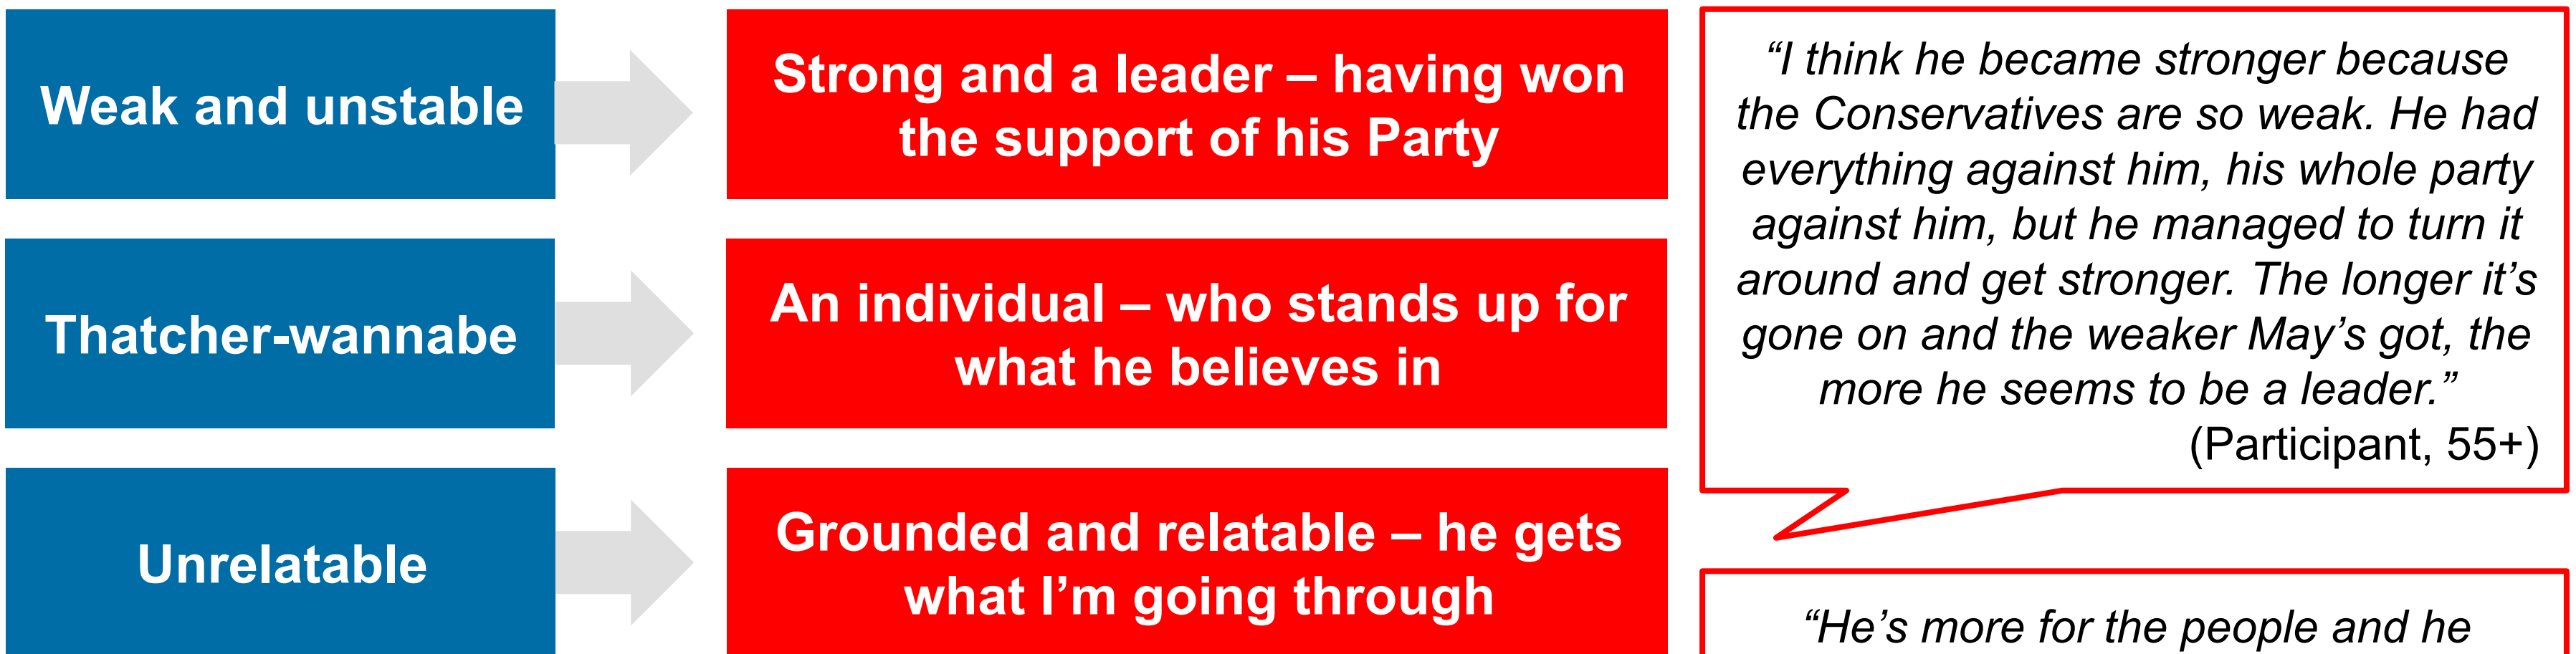 Weak and unstable
Strong and a leader – having won
the support of his Party
Thatcher-wannabe
An individual – who stands up for
what he believes in
Unrelatable
Grounded and relatable – he gets
what I’m going through
“I think he became stronger because
the Conservatives are so weak. He had
everything against him, his whole party
against him, but he managed to turn it
around and get stronger. The longer it’s
gone on and the weaker May’s got, the
more he seems to be a leader.”
(Participant, 55+)
“He’s more for the people and he